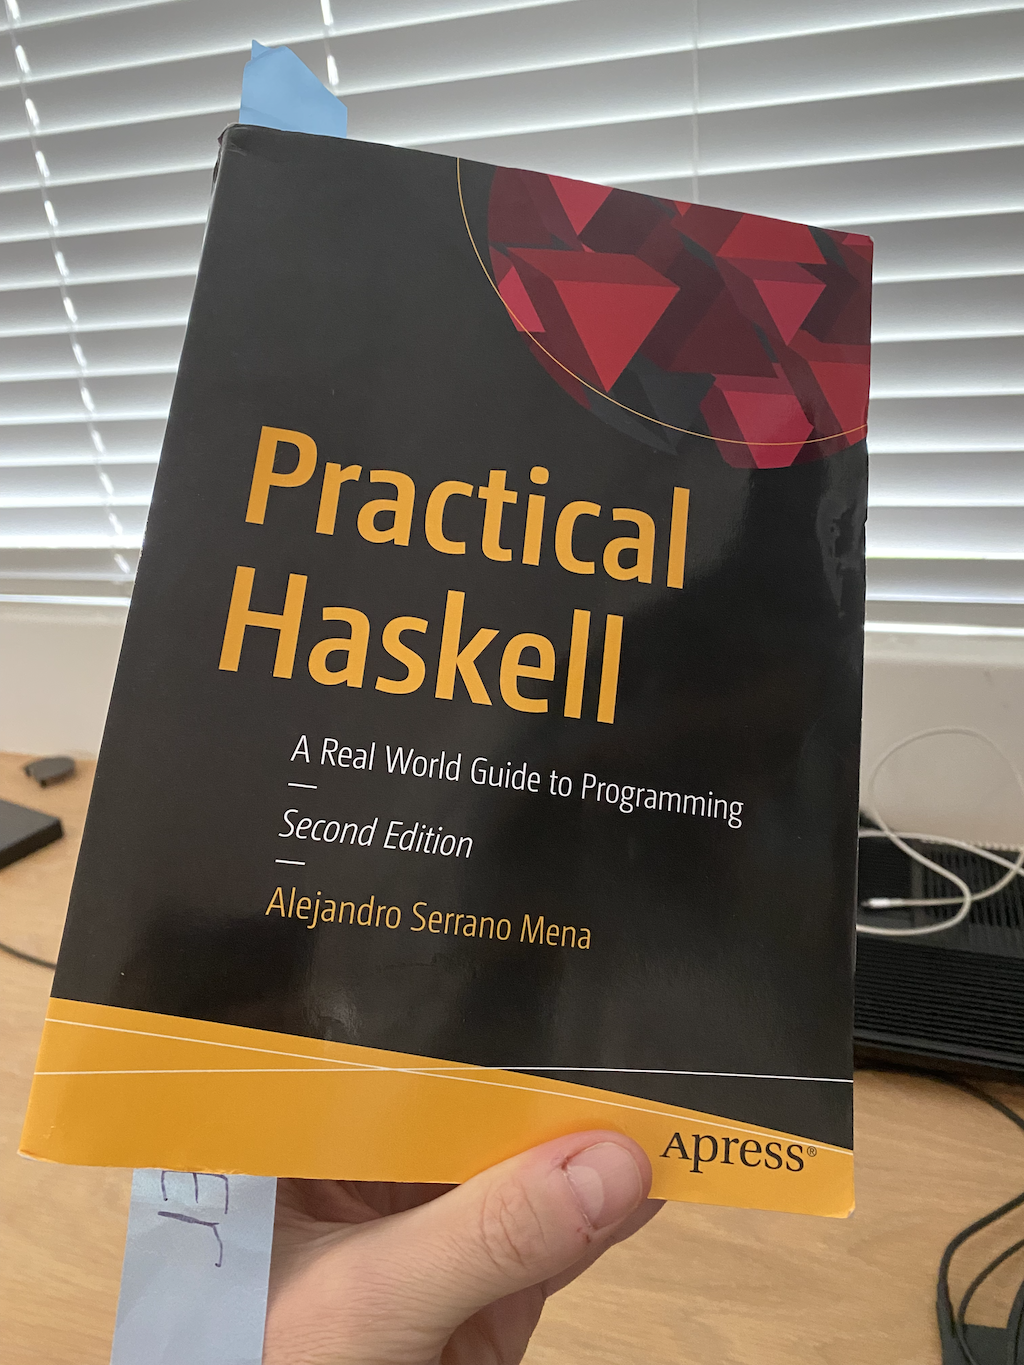 Practical
Haskell
A Real World Guide to Programming
Second Edition
Alejandro Serrano Mena
Apress®